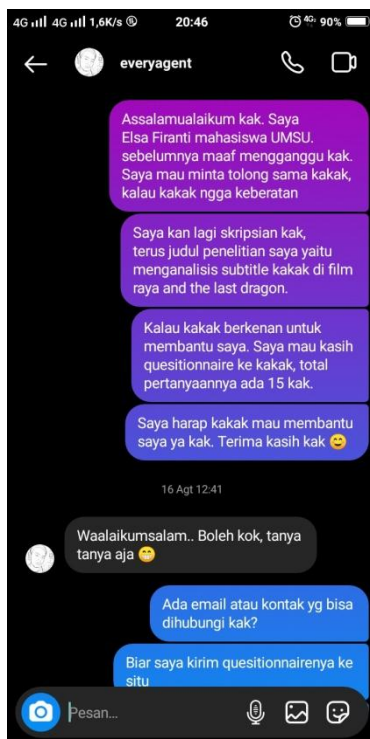 4G 4G 1,6K/s 20:46 4G 90%
everyagent
Assalamualaikum kak. Saya
Elsa Firanti mahasiswa UMSU.
sebelumnya maaf mengganggu kak.
Saya mau minta tolong sama kakak,
kalau kakak ngga keberatan
Saya kan lagi skripsian kak,
terus judul penelitian saya yaitu
menganalisis subtitle kakak di film
raya and the last dragon.
Kalau kakak berkenan untuk
membantu saya. Saya mau kasih
quesitionnaire ke kakak, total
pertanyaannya ada 15 kak.
Saya harap kakak mau membantu
saya ya kak. Terima kasih kak 😊
16 Agt 12:41
Waalaikumsalam.. Boleh kok, tanya
tanya aja 😁
Ada email atau kontak yg bisa
dihubungi kak?
Biar saya kirim quesitionnairenya ke
situ
Pesan...